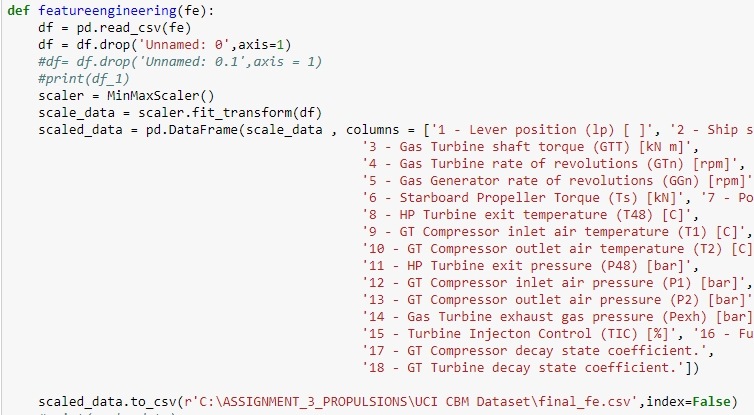 def featureengineering(fe):
    df = pd.read_csv(fe)
    df = df.drop('Unnamed: 0',axis=1)
    #df= df.drop('Unnamed: 0.1',axis = 1)
    #print(df_1)
    scaler = MinMaxScaler()
    scale_data = scaler.fit_transform(df)
    scaled_data = pd.DataFrame(scale_data , columns = ['1 - Lever position (lp) [ ]', '2 - Ship s
'3 - Gas Turbine shaft torque (GTT) [kN m]',
'4 - Gas Turbine rate of revolutions (GTn) [rpm]',
'5 - Gas Generator rate of revolutions (GGn) [rpm]'
'6 - Starboard Propeller Torque (Ts) [kN]', '7 - Po
'8 - HP Turbine exit temperature (T48) [C]',
'9 - GT Compressor inlet air temperature (T1) [C]',
'10 - GT Compressor outlet air temperature (T2) [C]
'11 - HP Turbine exit pressure (P48) [bar]',
'12 - GT Compressor inlet air pressure (P1) [bar]',
'13 - GT Compressor outlet air pressure (P2) [bar]'
'14 - Gas Turbine exhaust gas pressure (Pexh) [bar]
'15 - Turbine Injecton Control (TIC) [%]', '16 - Fu
'17 - GT Compressor decay state coefficient.',
'18 - GT Turbine decay state coefficient.'])
    scaled_data.to_csv(r'C:\ASSIGNMENT_3_PROPULSIONS\UCI CBM Dataset\final_fe.csv',index=False)